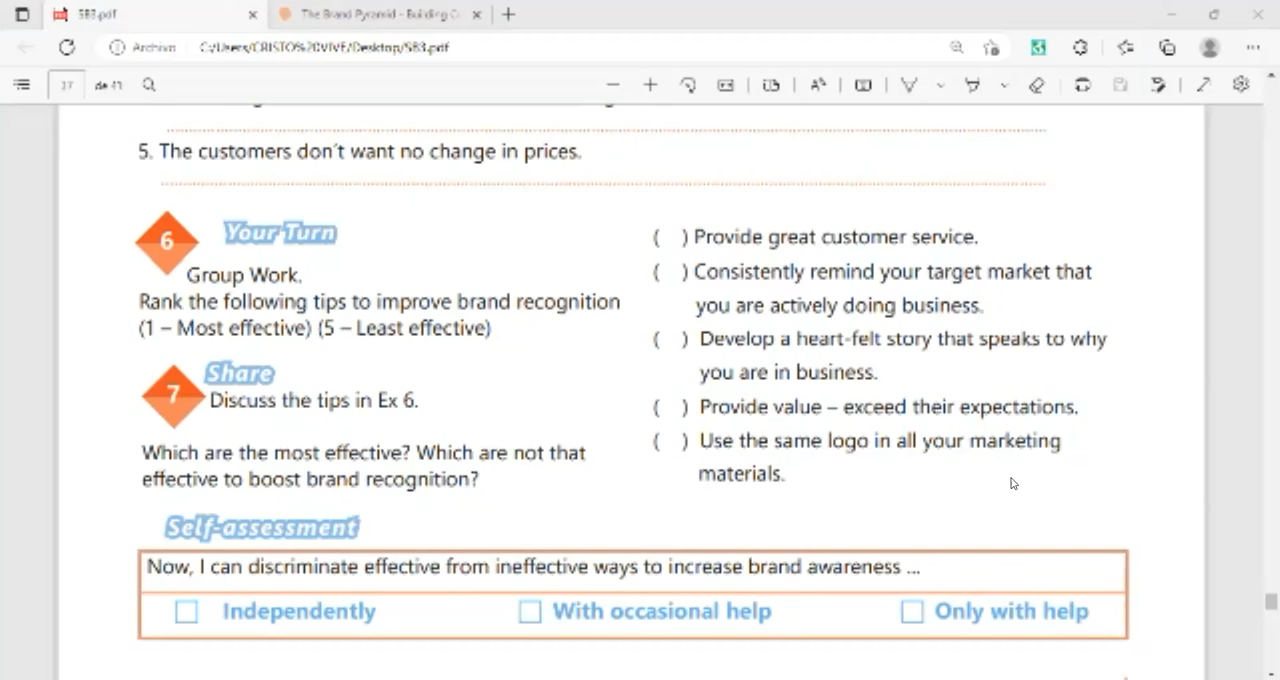 SB3.pdf
The Brand Pyramid - Building
Archivo
C:/Users/CRISTO%20VIVE/Desktop/SB3.pdf
17 de 41
5. The customers don´t want no change in prices.
6 Your Turn
Group Work.
Rank the following tips to improve brand recognition
(1 – Most effective) (5 – Least effective)
7 Share
Discuss the tips in Ex 6.
Which are the most effective? Which are not that
effective to boost brand recognition?
( ) Provide great customer service.
( ) Consistently remind your target market that
you are actively doing business.
( ) Develop a heart-felt story that speaks to why
you are in business.
( ) Provide value – exceed their expectations.
( ) Use the same logo in all your marketing
materials.
Self-assessment
Now, I can discriminate effective from ineffective ways to increase brand awareness ...
Independently
With occasional help
Only with help